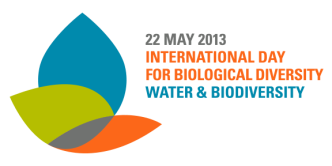 22 MAY 2013
INTERNATIONAL DAY
FOR BIOLOGICAL DIVERSITY
WATER & BIODIVERSITY